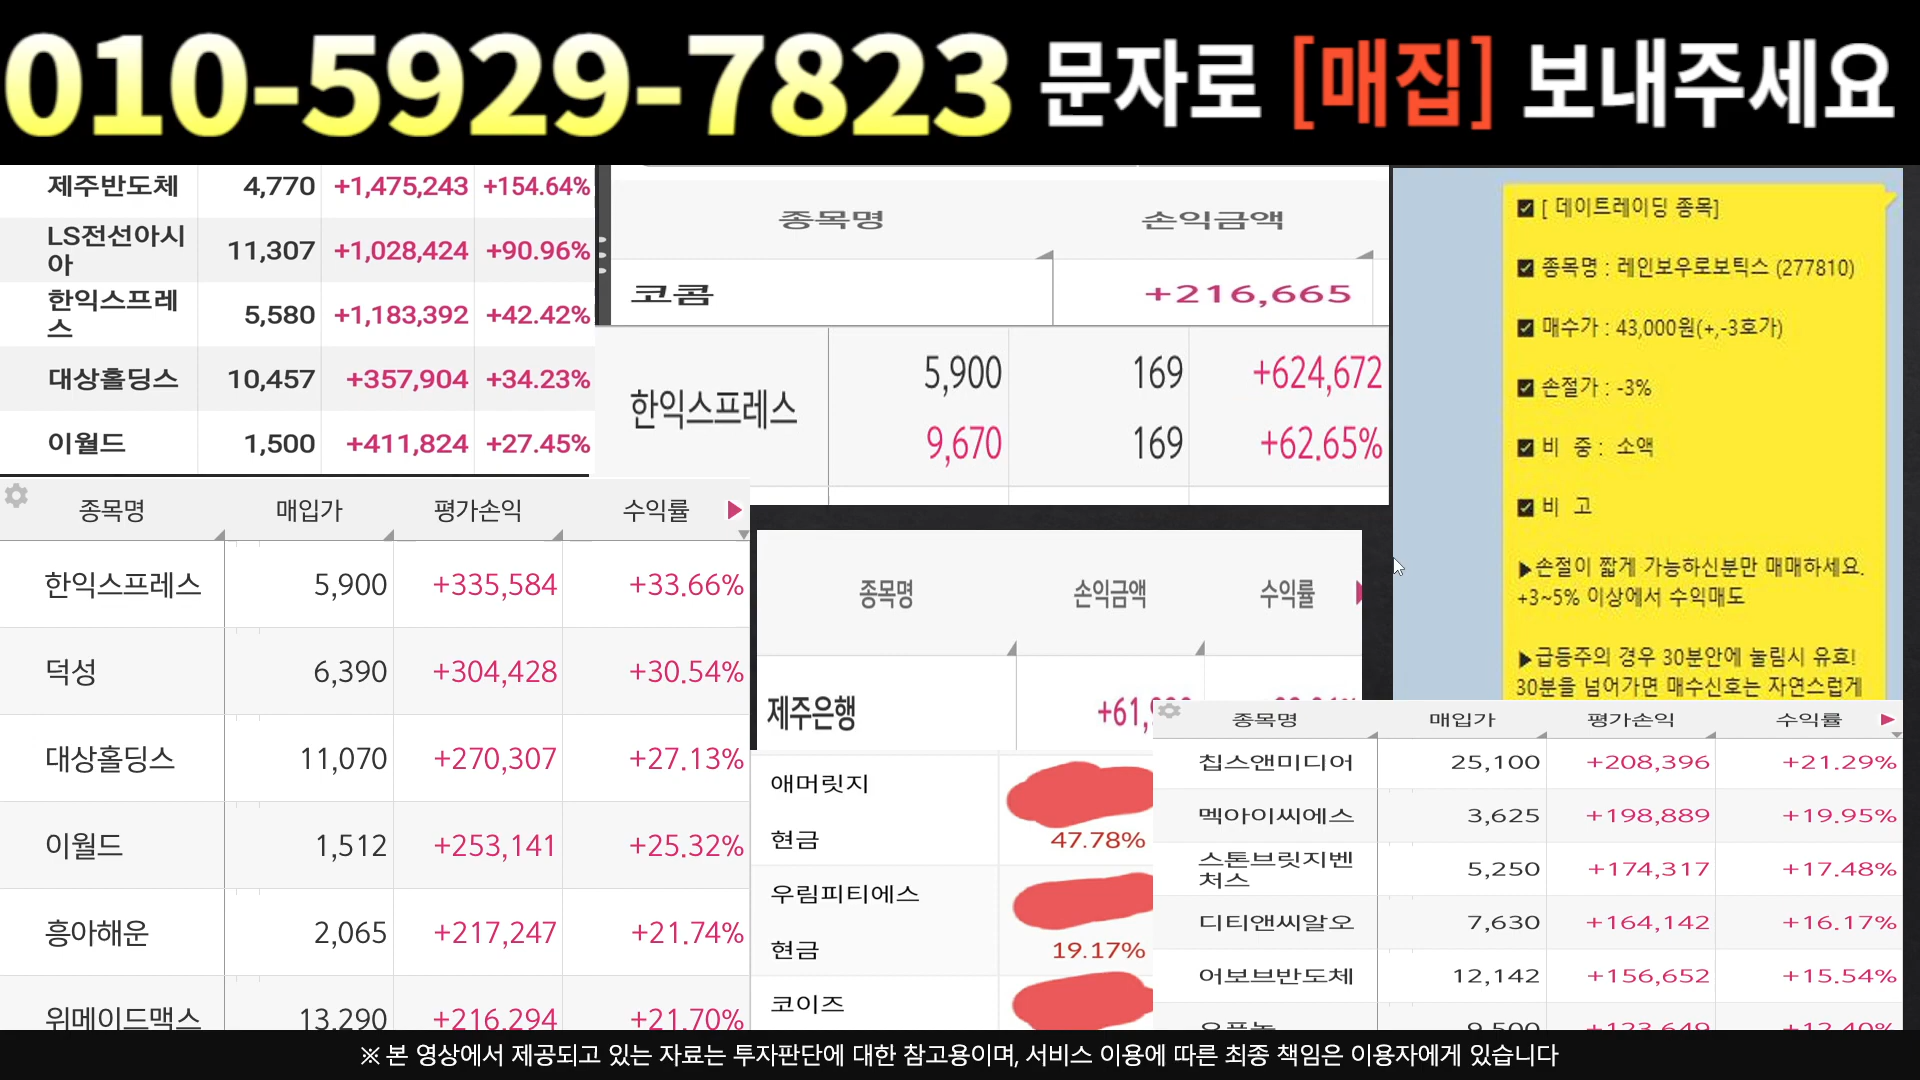 010-5929-7823 문자로 [매집] 보내주세요
제주반도체 4,770 +1,475,243 +154.64%
LS전선아시
아 11,307 +1,028,424 +90.96%
한익스프레
스 5,580 +1,183,392 +42.42%
대상홀딩스 10,457 +357,904 +34.23%
이월드 1,500 +411,824 +27.45%
종목명 손익금액
코콤 +216,665
한익스프레스 5,900 169 +624,672
9,670 169 +62.65%
[ 데이트레이딩 종목]
종목명 : 레인보우로보틱스 (277810)
매수가 : 43,000원(+,-3호가)
손절가 : -3%
비 중 : 소액
비 고
▶손절이 짧게 가능하신분만 매매하세요.
+3~5% 이상에서 수익매도
▶급등주의 경우 30분안에 눌림시 유효!
30분을 넘어가면 매수신호는 자연스럽게
종목명 매입가 평가손익 수익률
한익스프레스 5,900 +335,584 +33.66%
덕성 6,390 +304,428 +30.54%
대상홀딩스 11,070 +270,307 +27.13%
이월드 1,512 +253,141 +25.32%
흥아해운 2,065 +217,247 +21.74%
위메이드맥스 13,290 +216,294 +21.70%
종목명 손익금액 수익률
제주은행
애머릿지
현금 47.78%
우림피티에스
현금 19.17%
코이즈
종목명 매입가 평가손익 수익률
칩스앤미디어 25,100 +208,396 +21.29%
멕아이씨에스 3,625 +198,889 +19.95%
스톤브릿지벤
처스 5,250 +174,317 +17.48%
디티앤씨알오 7,630 +164,142 +16.17%
어보브반도체 12,142 +156,652 +15.54%
※ 본 영상에서 제공되고 있는 자료는 투자판단에 대한 참고용이며, 서비스 이용에 따른 최종 책임은 이용자에게 있습니다